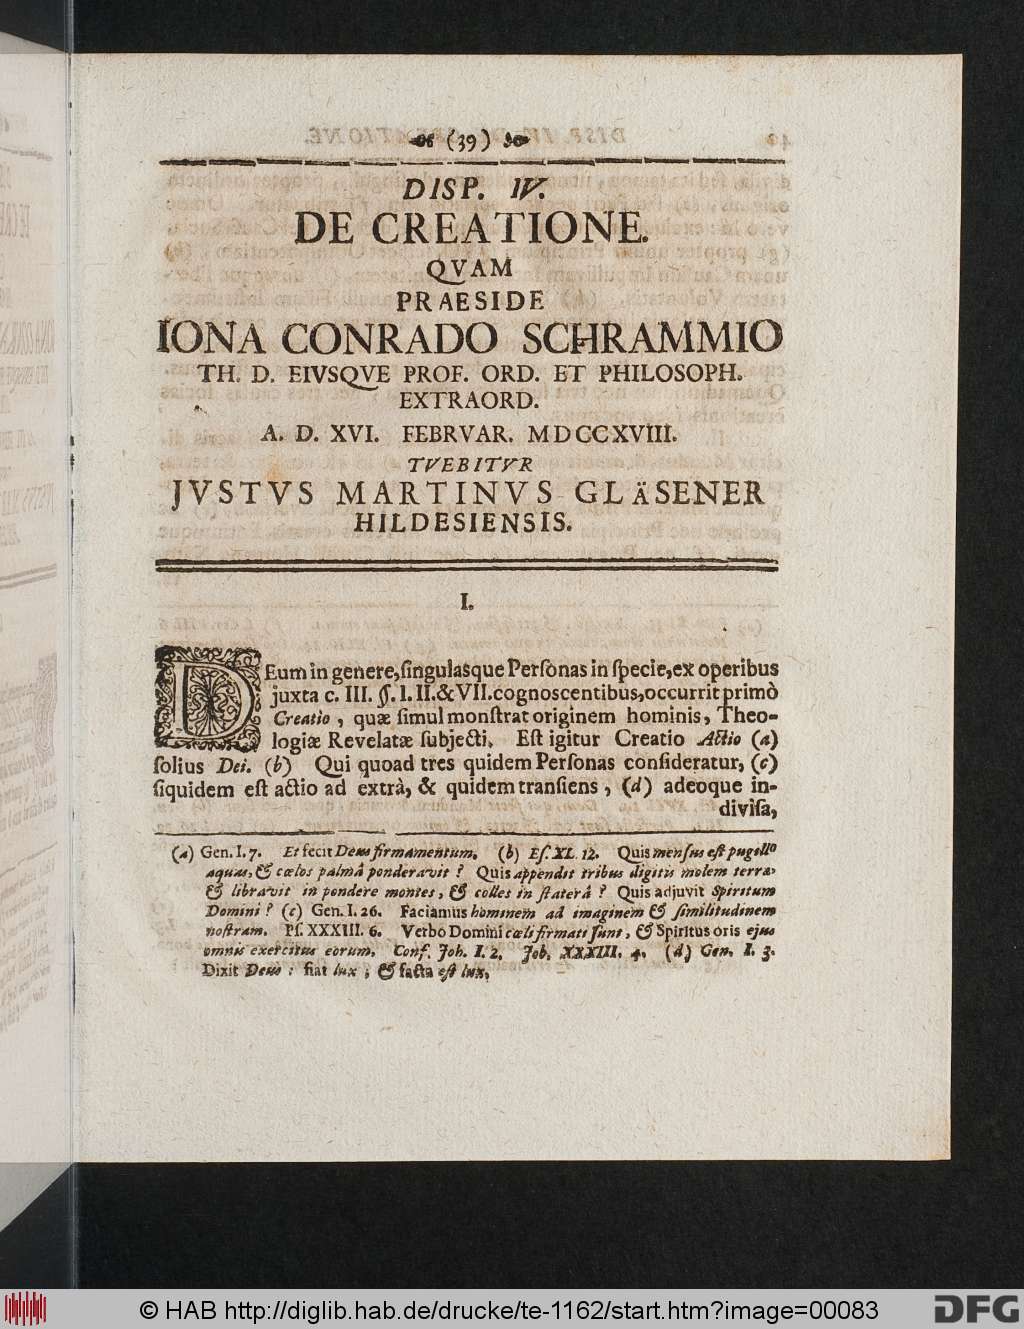 (39)
DISP. IV.
DE CREATIONE.
QVAM
PRAESIDE
IONA CONRADO SCHRAMMIO
TH. D. EIVSQVE PROF. ORD. ET PHILOSOPH.
EXTRAORD.
A. D. XVI. FEBRVAR. MDCCXVIII.
TVEBITVR
JVSTVS MARTINVS GLÄSENER
HILDESIENSIS.
I.
DEum in genere, ſingulasque Perſonas in ſpecie, ex operibus
juxta c. III. §§. I. II. & VII. cognoscentibus, occurrit primò
Creatio, quæ ſimul monſtrat originem hominis, Theo-
logiæ Revelatæ ſubjecti. Eſt igitur Creatio Actio (a)
ſolius Dei. (b) Qui quoad tres quidem Perſonas conſideratur, (c)
ſiquidem eſt actio ad extrà, & quidem tranſiens, (d) adeoque in-
diviſa,
(a) Gen. I. 7. Et fecit Deus firmamentum. (b) Eſ. XL. 12. Quis menſus eſt pugillo
aquas, & cœlos palmâ ponderavit? Quis appendit tribus digitis molem terræ,
& libravit in pondere montes, & colles in ſtaterâ? Quis adjuvit Spiritum
Domini? (c) Gen. I. 26. Faciamus hominem ad imaginem & ſimilitudinem
noſtram. Pſ. XXXIII. 6. Verbo Domini cœli firmati ſunt, & Spiritus oris ejus
omnis exercitus eorum. Conf. Joh. I. 2. Job. XXXIII. 4. (d) Gen. I. 3.
Dixit Deus: fiat lux; & facta eſt lux.
© HAB http://diglib.hab.de/drucke/te-1162/start.htm?image=00083
DFG